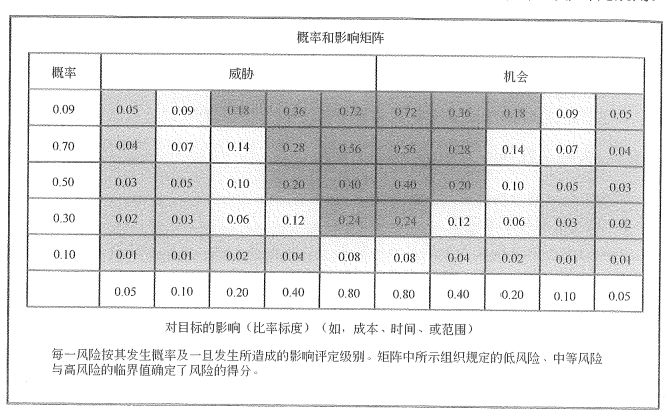 概率和影响矩阵
概率 威胁 机会
0.09 0.05 0.09 0.18 0.36 0.72 0.72 0.36 0.18 0.09 0.05
0.70 0.04 0.07 0.14 0.28 0.56 0.56 0.28 0.14 0.07 0.04
0.50 0.03 0.05 0.10 0.20 0.40 0.40 0.20 0.10 0.05 0.03
0.30 0.02 0.03 0.06 0.12 0.24 0.24 0.12 0.06 0.03 0.02
0.10 0.01 0.01 0.02 0.04 0.08 0.08 0.04 0.02 0.01 0.01
0.05 0.10 0.20 0.40 0.80 0.80 0.40 0.20 0.10 0.05
对目标的影响（比率标度）（如，成本、时间、或范围）
每一风险按其发生概率及一旦发生所造成的影响评定级别。矩阵中所示组织规定的低风险、中等风险
与高风险的临界值确定了风险的得分。